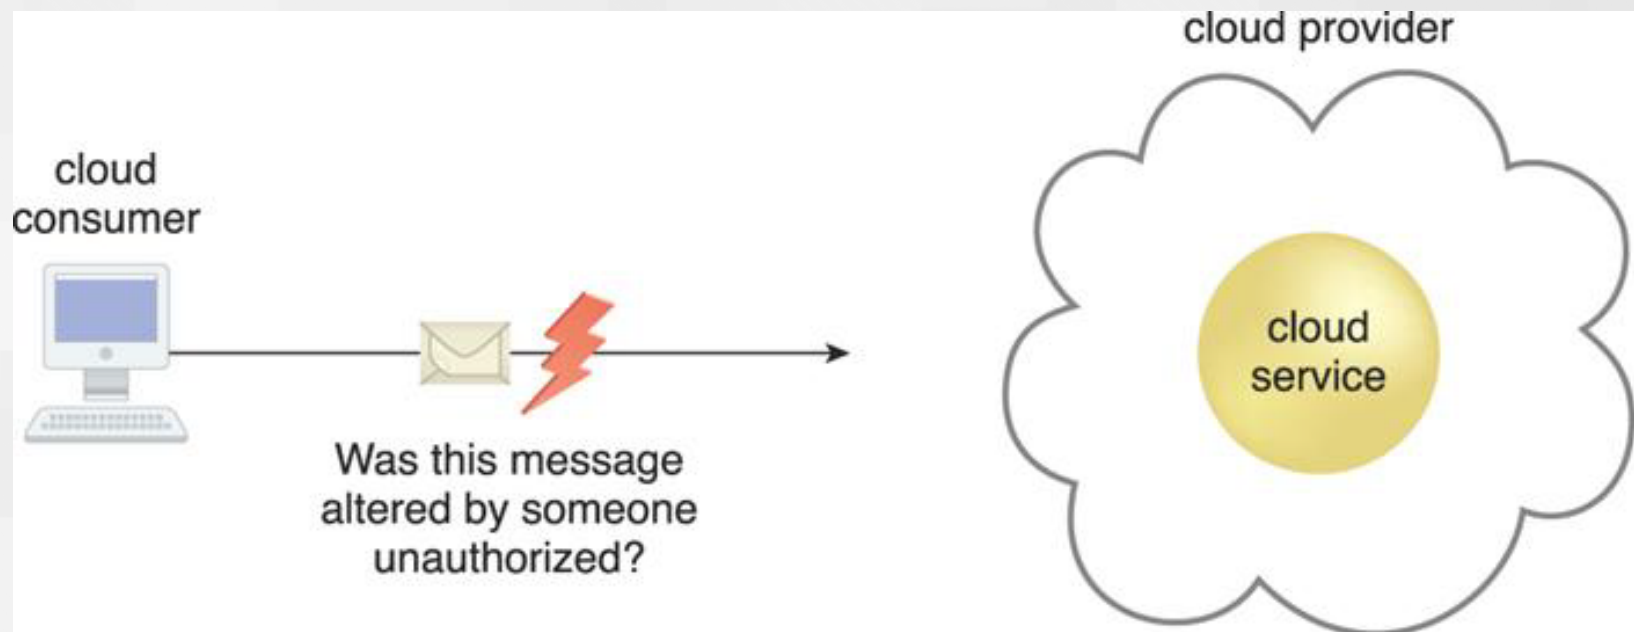 cloud provider
cloud
consumer
cloud
service
Was this message
altered by someone
unauthorized?